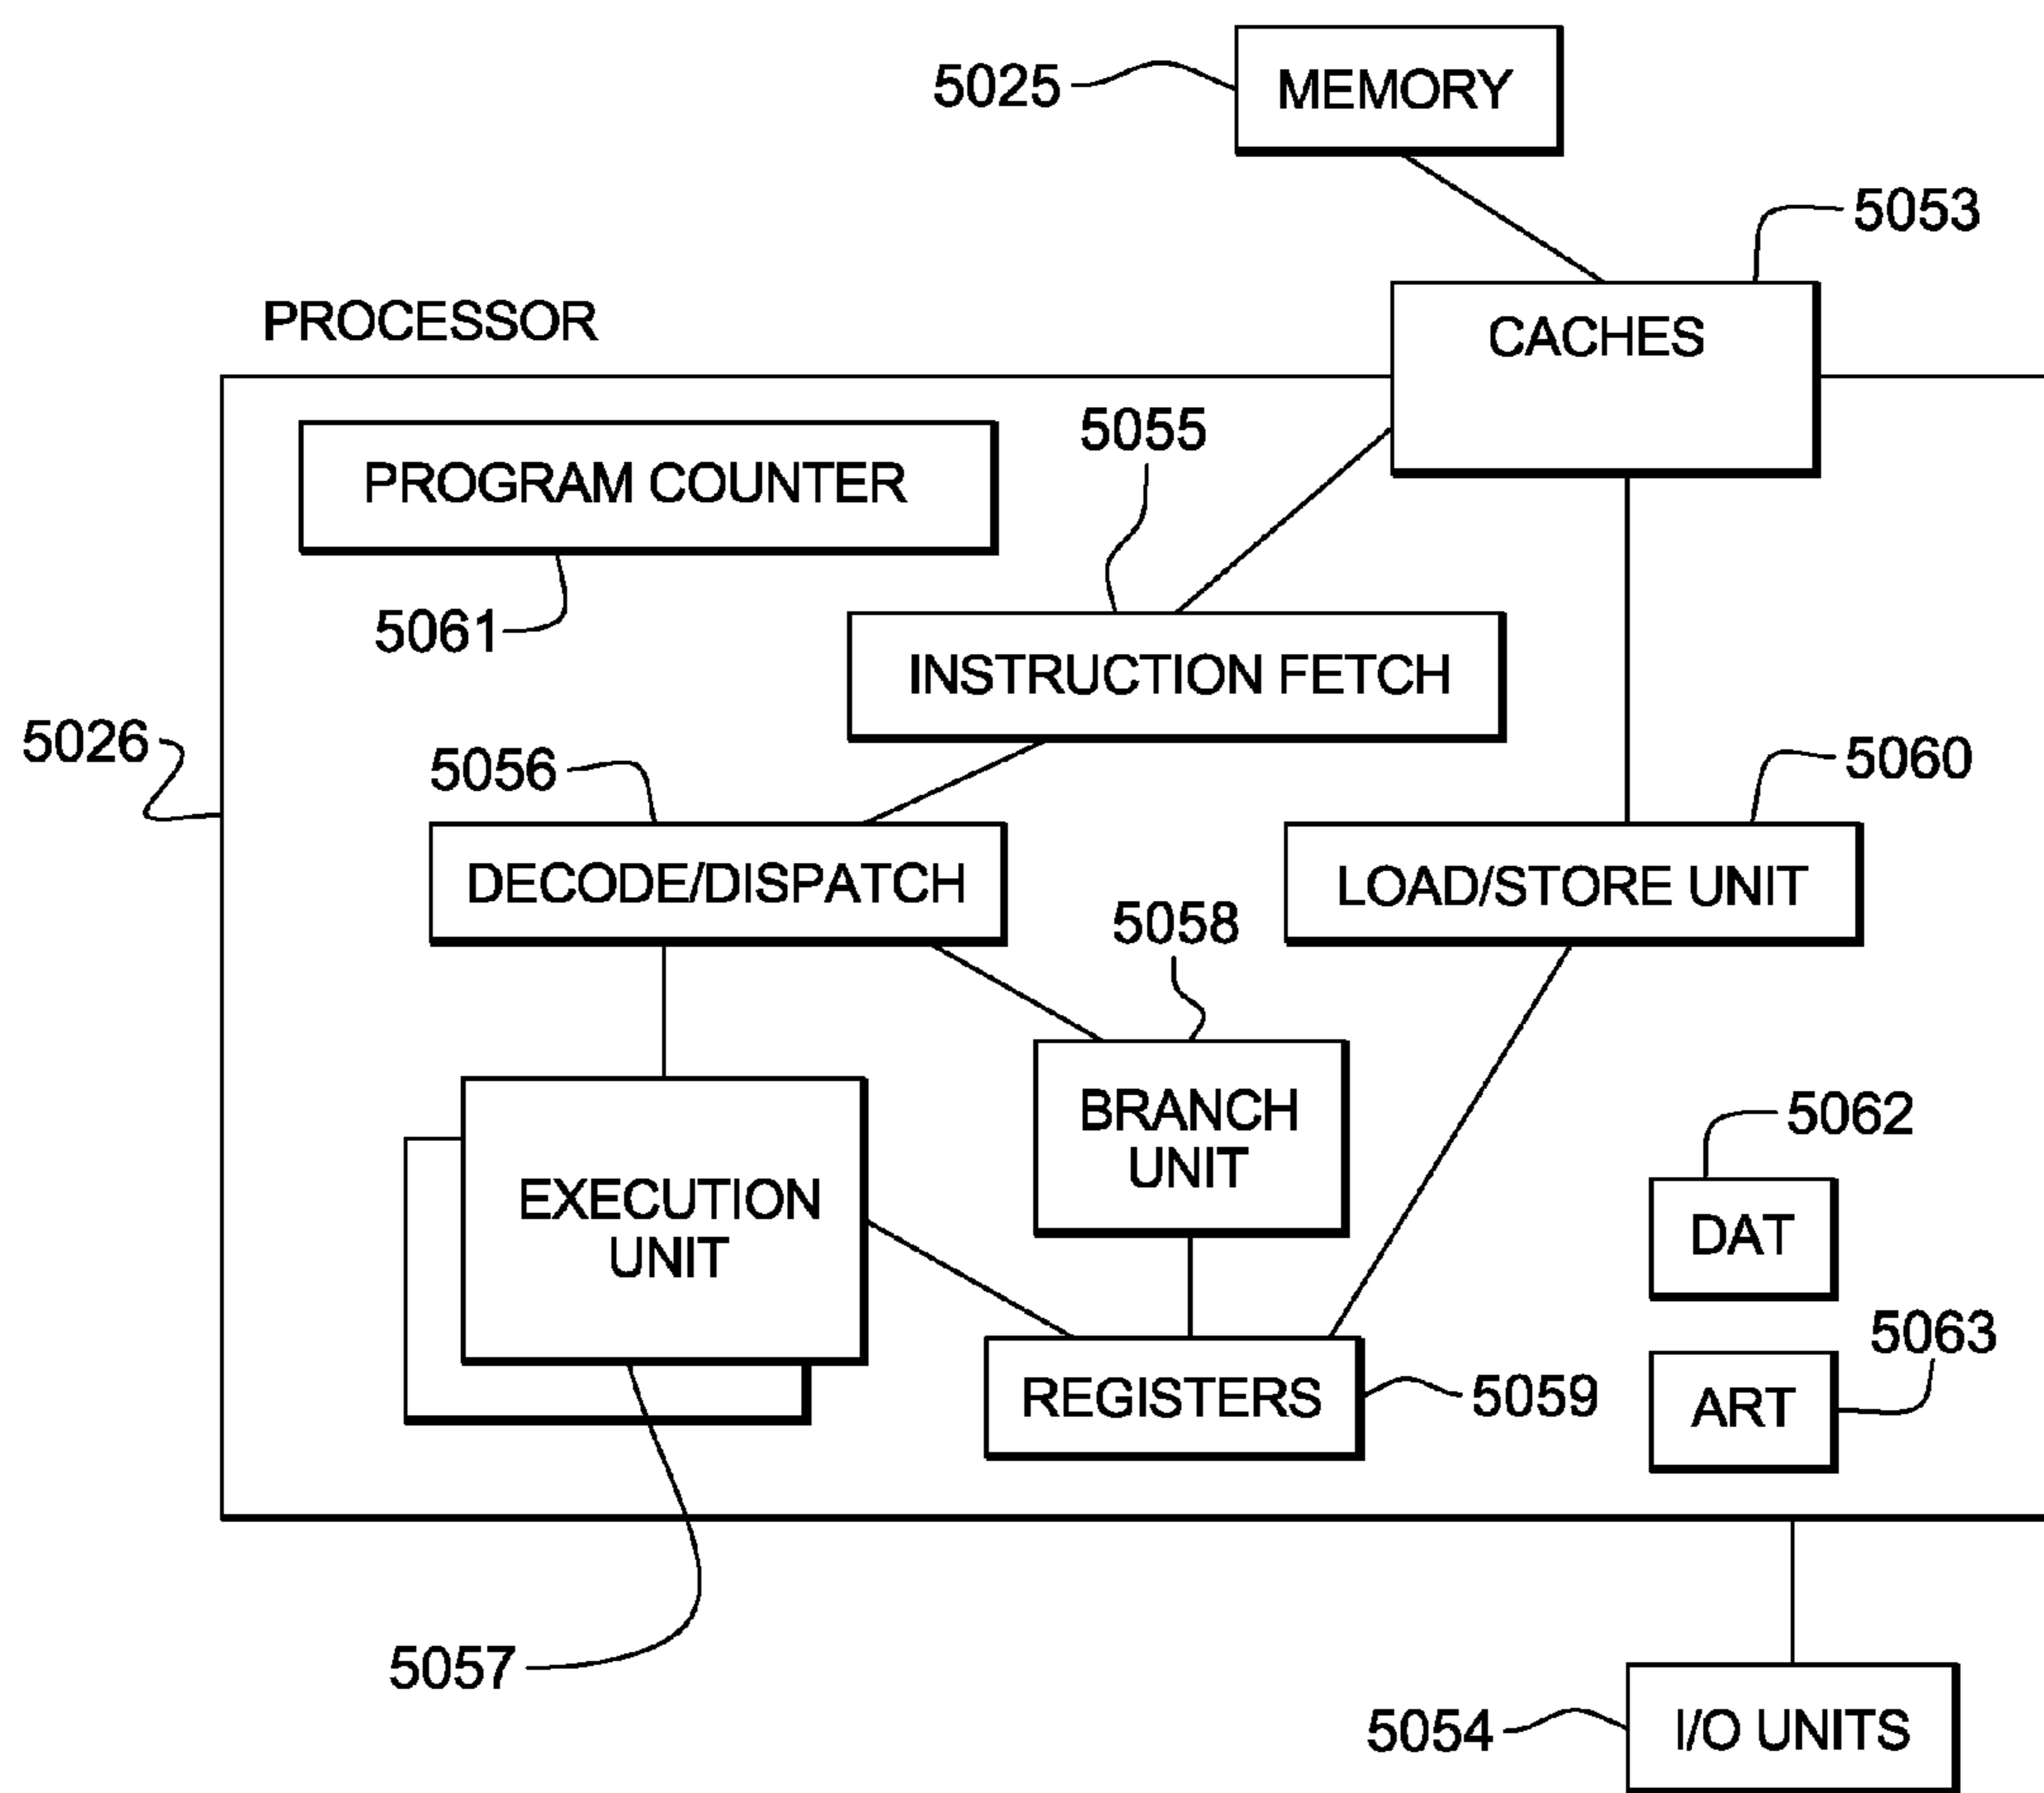 MEMORY
5025
5053
CACHES
PROCESSOR
5055
PROGRAM COUNTER
5061
INSTRUCTION FETCH
5026
5056
5060
DECODE/DISPATCH
LOAD/STORE UNIT
5058
BRANCH
UNIT
5062
EXECUTION
UNIT
DAT
5063
REGISTERS
5059
ART
5057
5054
I/O UNITS